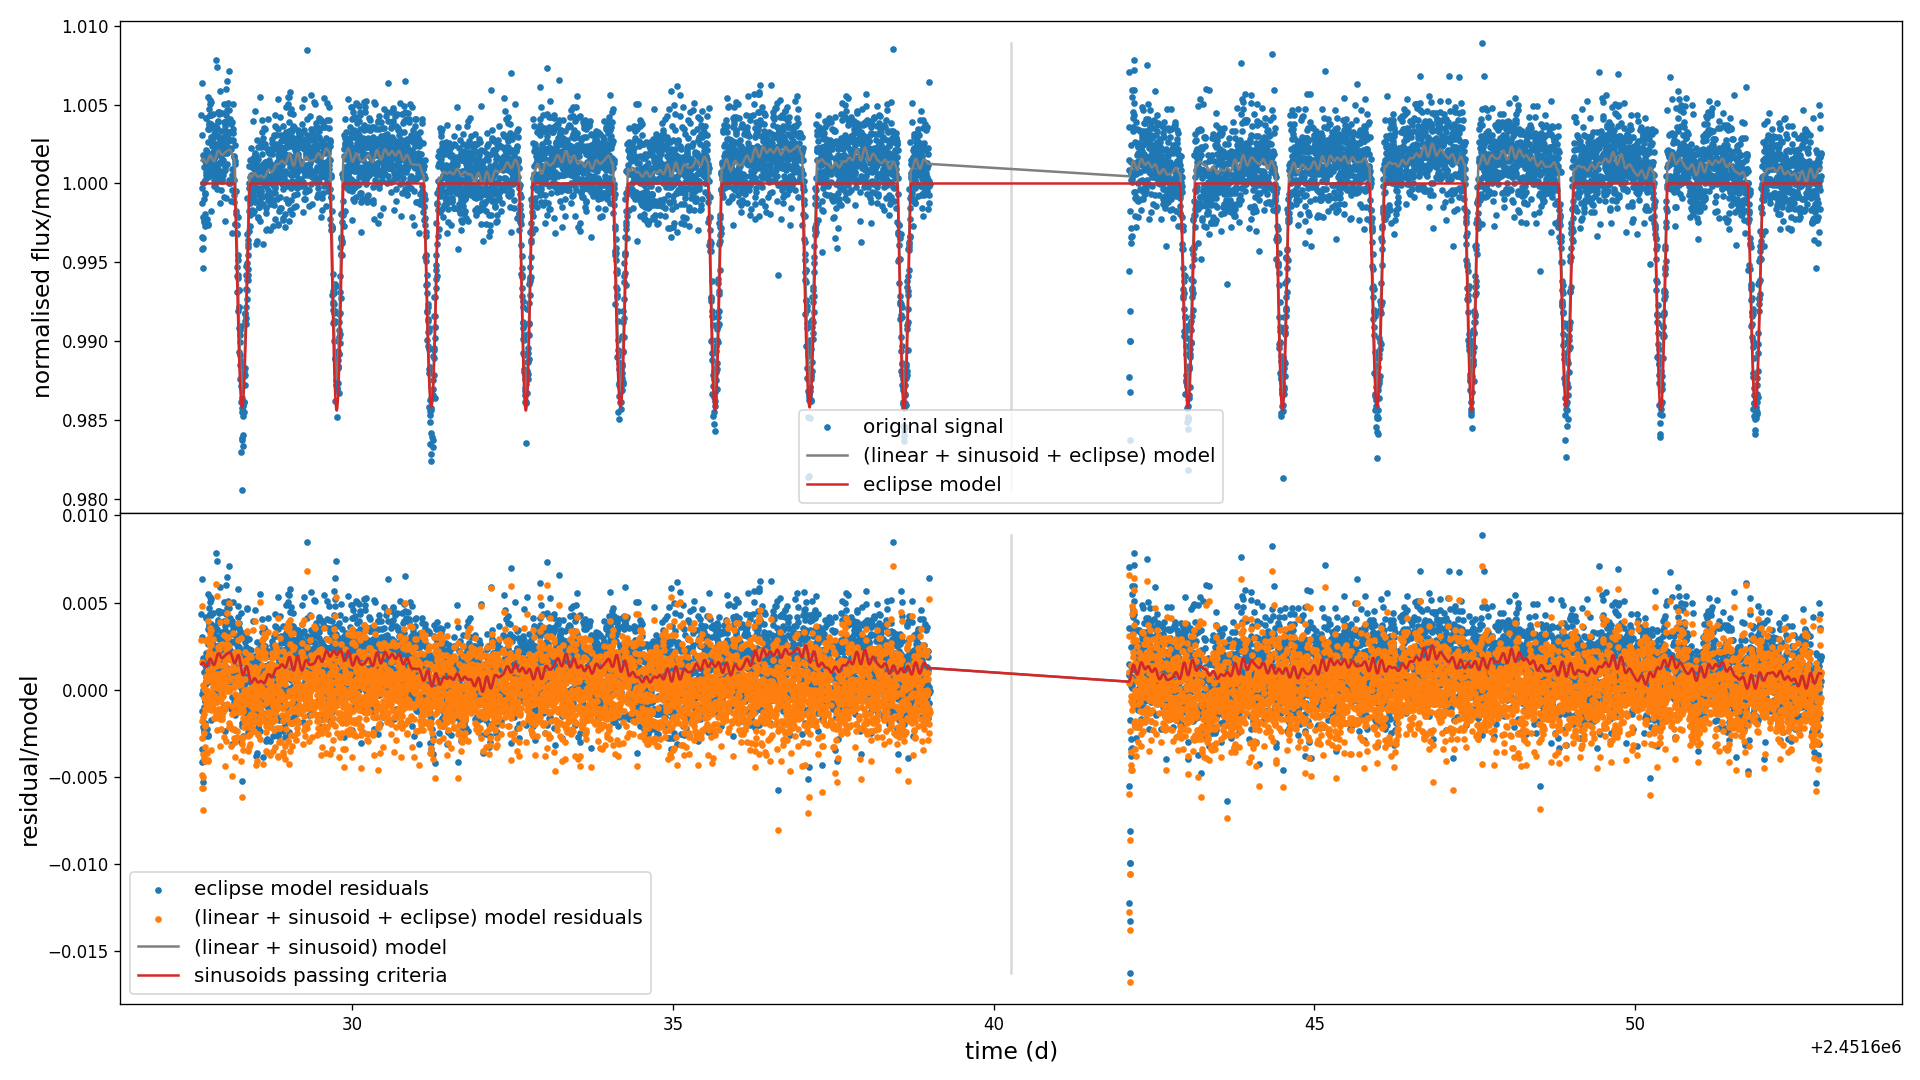 1.010
1.005
1.000
0.995
0.990
0.985
0.980
normalised flux/model
original signal
(linear + sinusoid + eclipse) model
eclipse model
0.010
0.005
0.000
−0.005
−0.010
−0.015
residual/model
eclipse model residuals
(linear + sinusoid + eclipse) model residuals
(linear + sinusoid) model
sinusoids passing criteria
30 35 40 45 50
time (d)
+2.4516e6